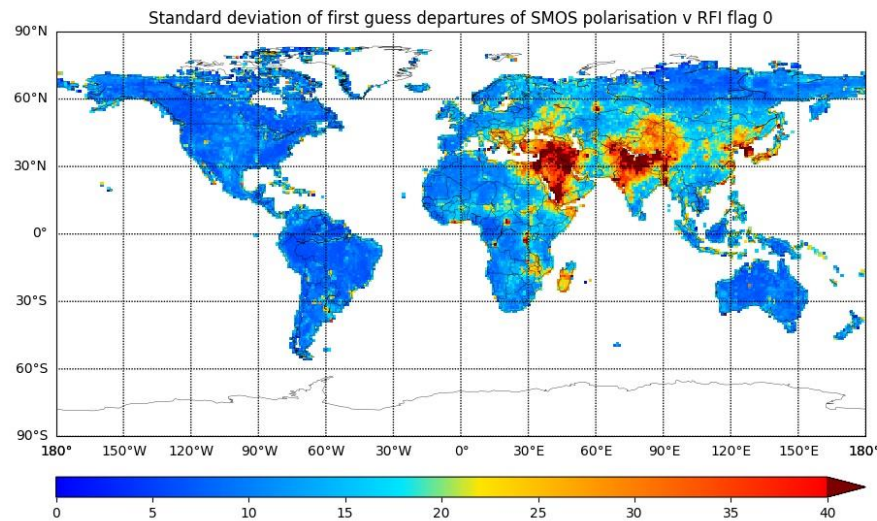 Standard deviation of first guess departures of SMOS polarisation v RFI flag 0
90°N
60°N
30°N
0°
30°S
60°S
90°S
180° 150°W 120°W 90°W 60°W 30°W 0° 30°E 60°E 90°E 120°E 150°E 180°
0 5 10 15 20 25 30 35 40